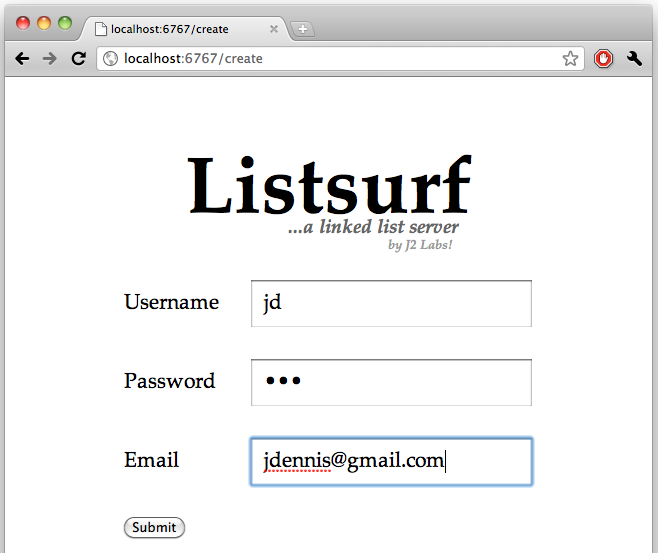 localhost:6767/create
localhost:6767/create
Listsurf
...a linked list server
by J2 Labs!
Username
jd
Password
•••
Email
jdennis@gmail.com
Submit